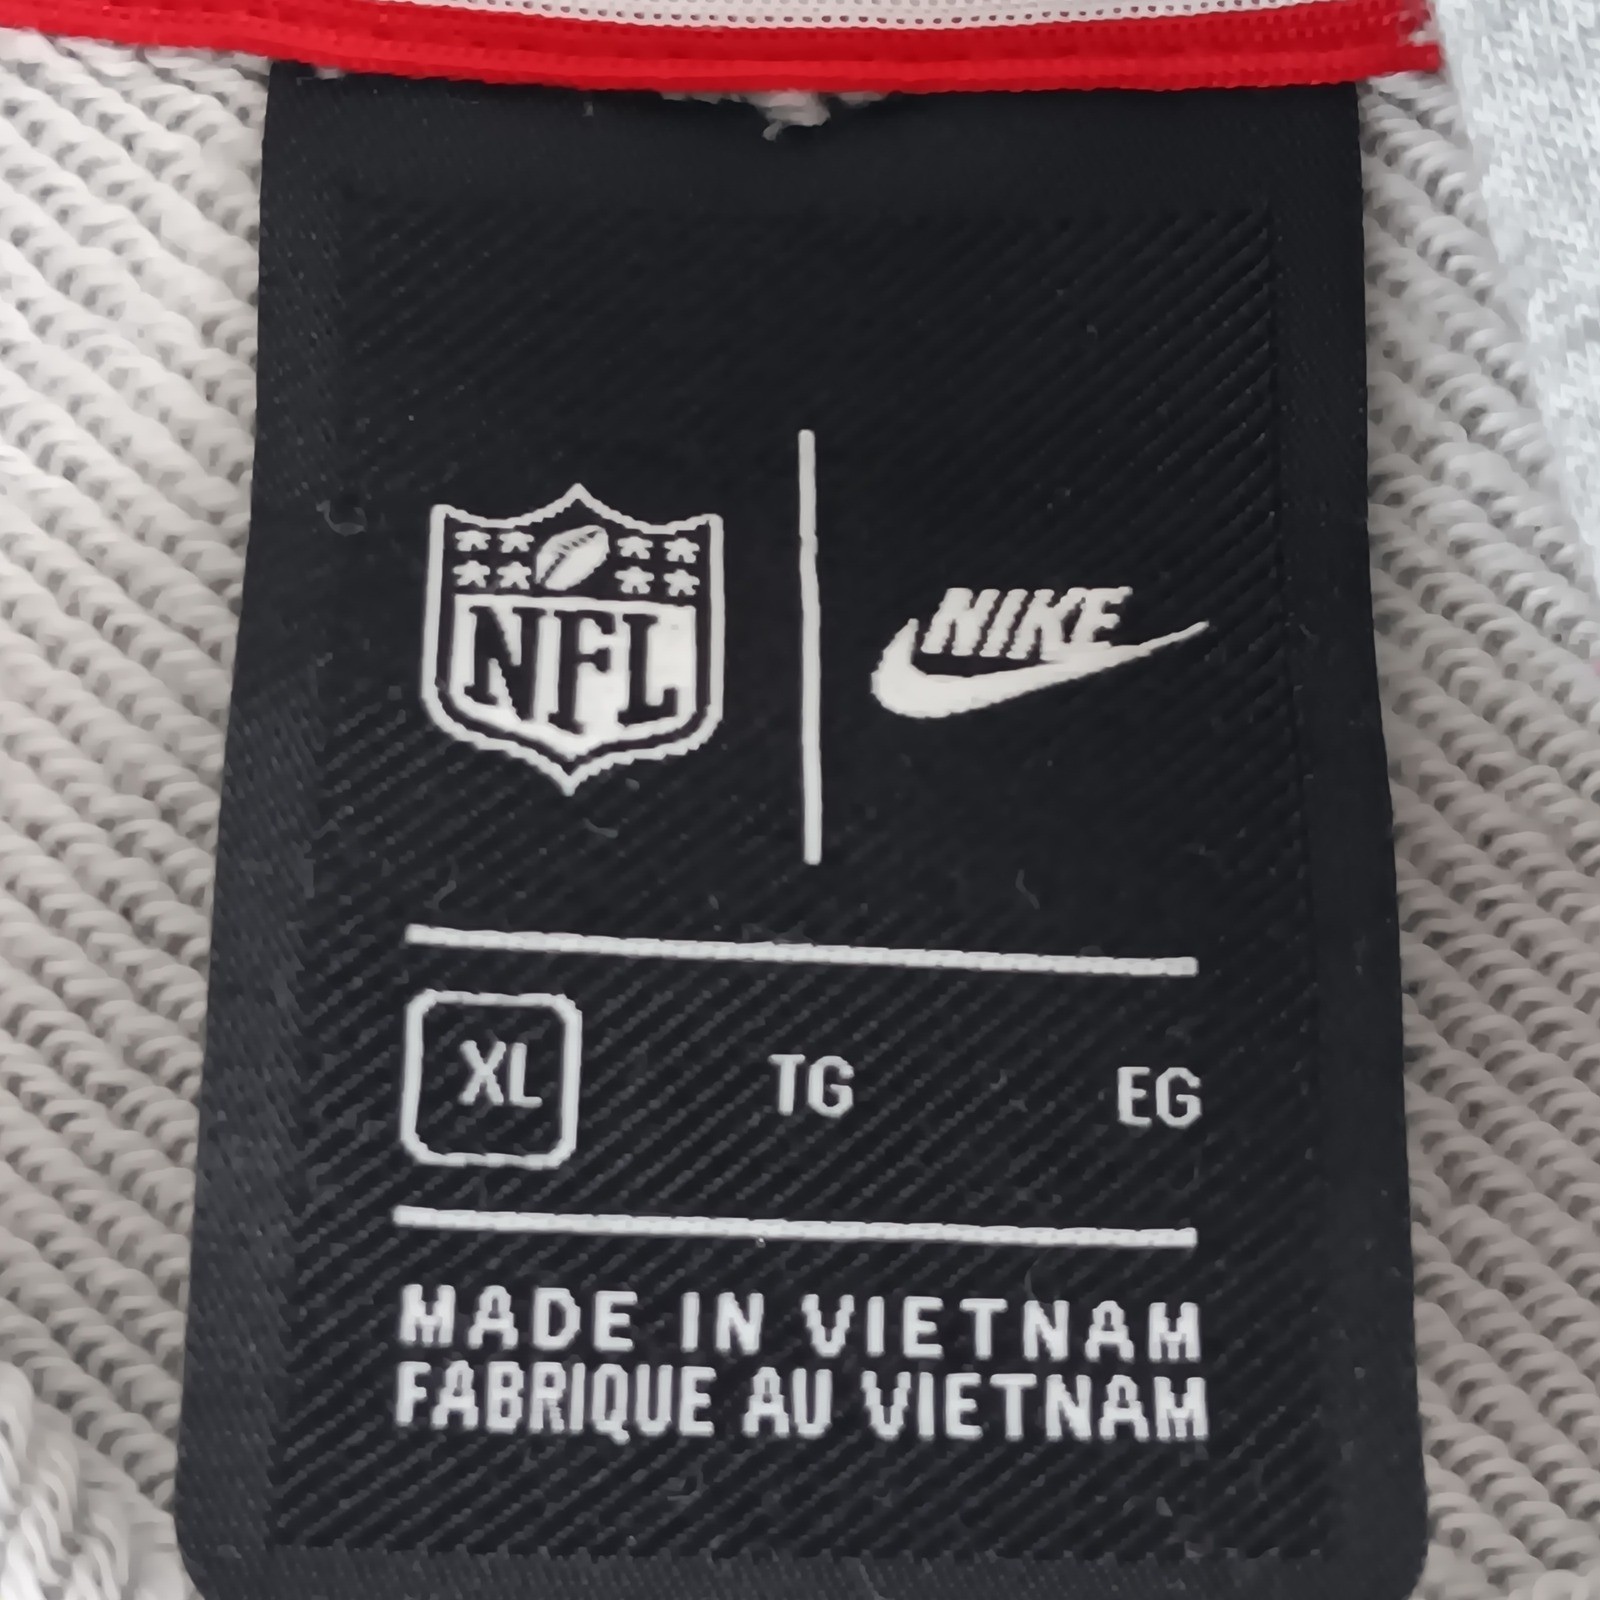 NFL
NIKE
XL TG EG
MADE IN VIETNAM
FABRIQUE AU VIETNAM